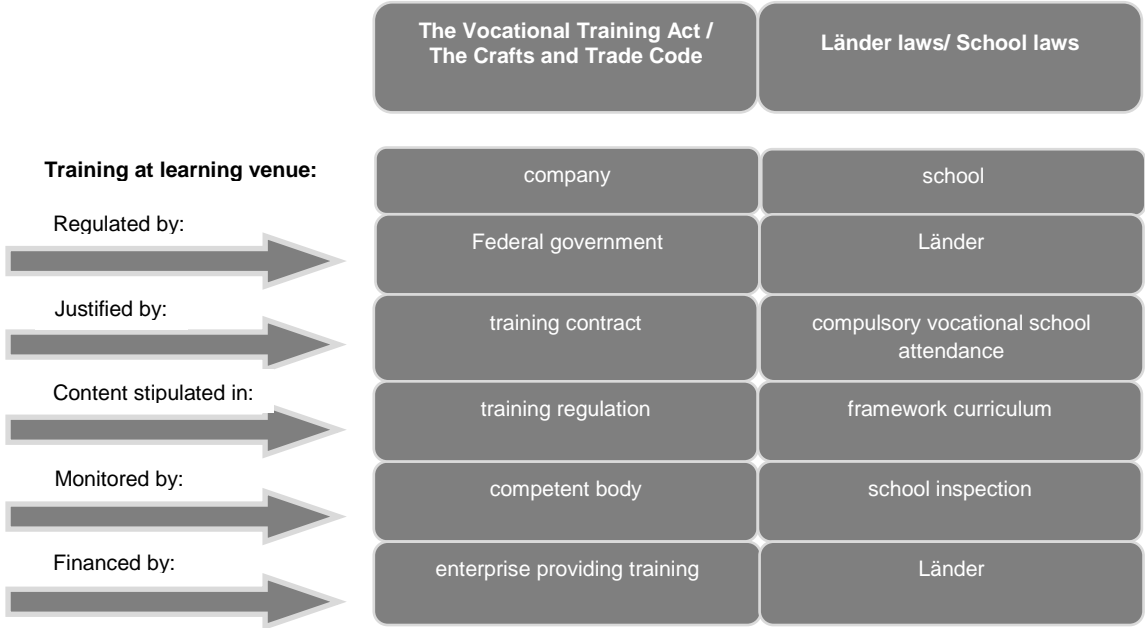 The Vocational Training Act /
The Crafts and Trade Code
Länder laws/ School laws
Training at learning venue:
company
school
Regulated by:
Federal government
Länder
Justified by:
training contract
compulsory vocational school
attendance
Content stipulated in:
training regulation
framework curriculum
Monitored by:
competent body
school inspection
Financed by:
enterprise providing training
Länder